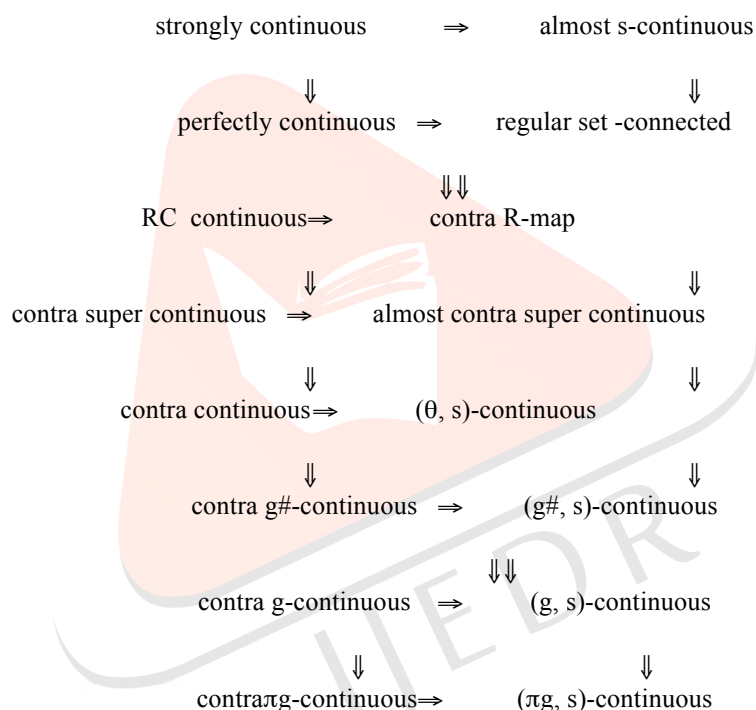 strongly continuous ⇒ almost s-continuous
⇓ ⇓
perfectly continuous ⇒ regular set -connected
⇓⇓
RC continuous⇒ contra R-map
⇓ ⇓
contra super continuous ⇒ almost contra super continuous
⇓ ⇓
contra continuous⇒ (θ, s)-continuous
⇓ ⇓
contra g#-continuous ⇒ (g#, s)-continuous
⇓⇓
contra g-continuous ⇒ (g, s)-continuous
⇓ ⇓
contraπg-continuous⇒ (πg, s)-continuous
IJEDR